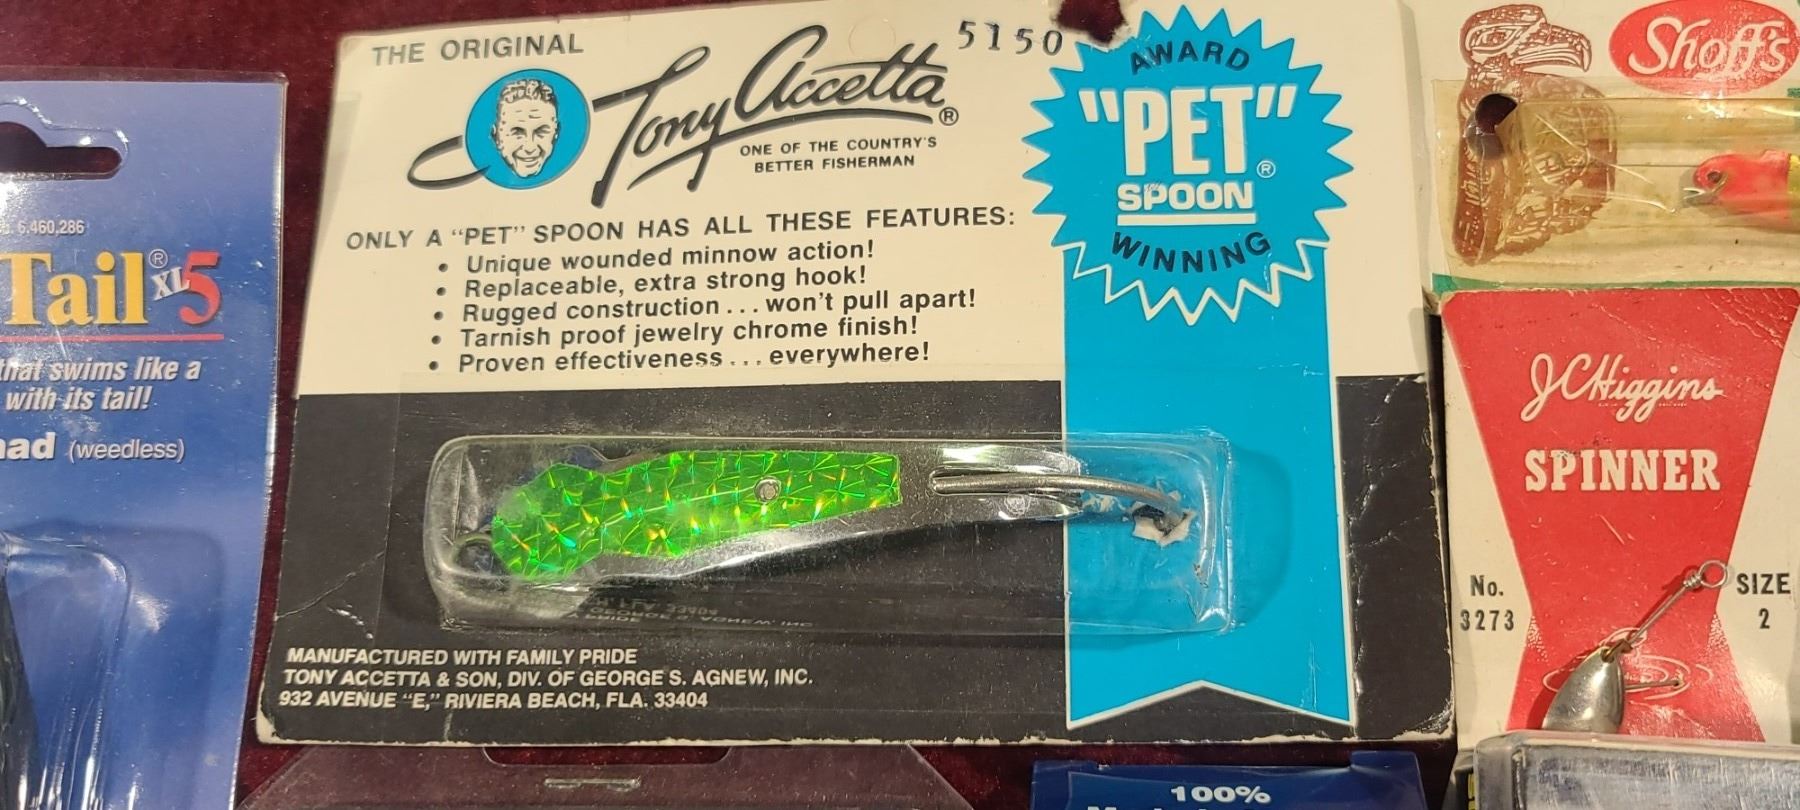 6,460,286
Tail® XL5
that swims like a
with its tail!
(weedless)
THE ORIGINAL
Tony Accetta®
ONE OF THE COUNTRY'S
BETTER FISHERMAN
5150
AWARD
"PET"®
SPOON
WINNING
ONLY A "PET" SPOON HAS ALL THESE FEATURES:
• Unique wounded minnow action!
• Replaceable, extra strong hook!
• Rugged construction... won't pull apart!
• Tarnish proof jewelry chrome finish!
• Proven effectiveness... everywhere!
MANUFACTURED WITH FAMILY PRIDE
TONY ACCETTA & SON, DIV. OF GEORGE S. AGNEW, INC.
932 AVENUE "E," RIVIERA BEACH, FLA. 33404
Shoff's
JCHiggins
SPINNER
No.
3273
SIZE
2
100%